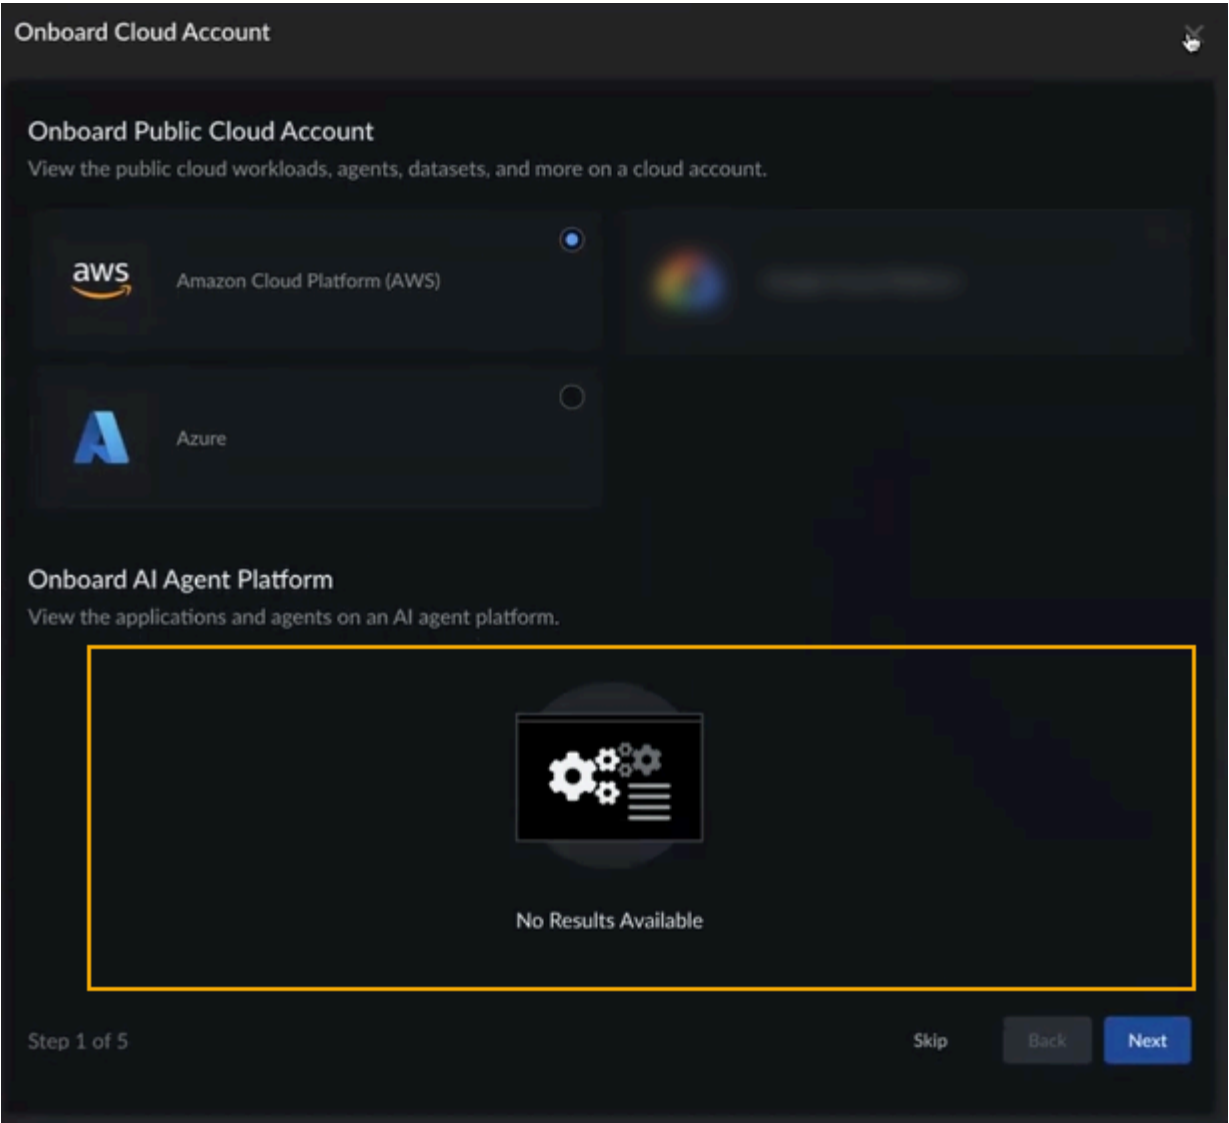 Onboard Cloud Account
Onboard Public Cloud Account
View the public cloud workloads, agents, datasets, and more on a cloud account.
aws
Amazon Cloud Platform (AWS)
Azure
Onboard AI Agent Platform
View the applications and agents on an AI agent platform.
No Results Available
Step 1 of 5
Skip
Back
Next